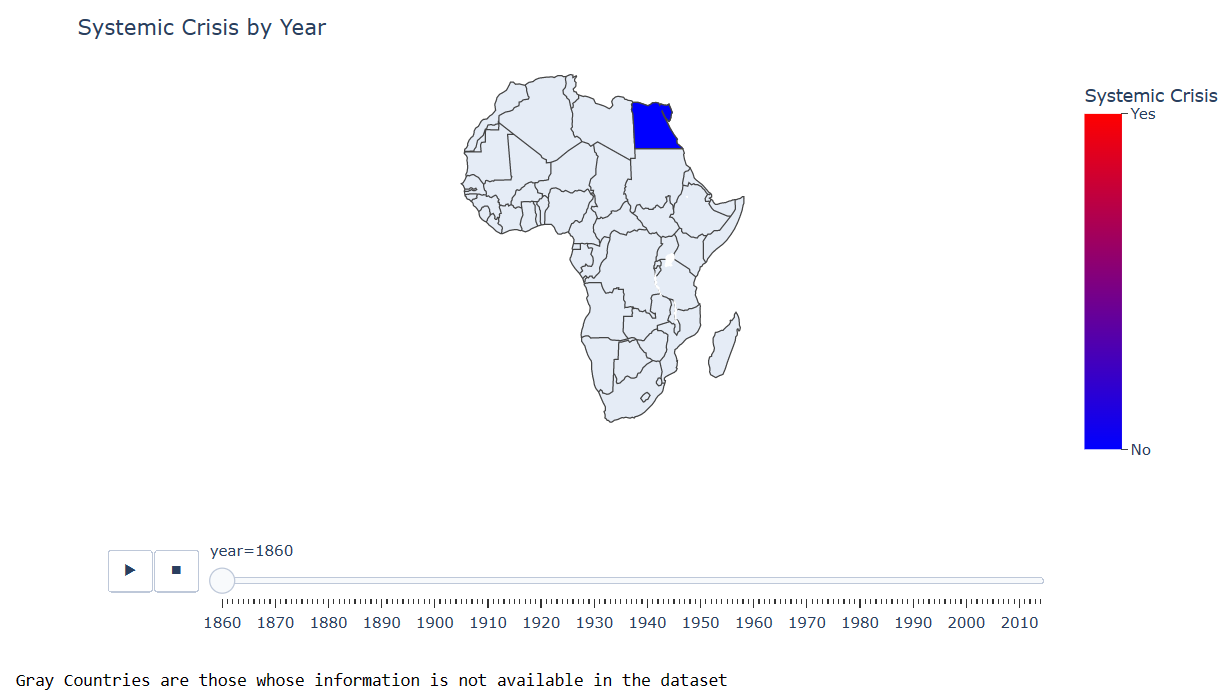 Systemic Crisis by Year
Systemic Crisis
Yes
No
year=1860
1860 1870 1880 1890 1900 1910 1920 1930 1940 1950 1960 1970 1980 1990 2000 2010
Gray Countries are those whose information is not available in the dataset